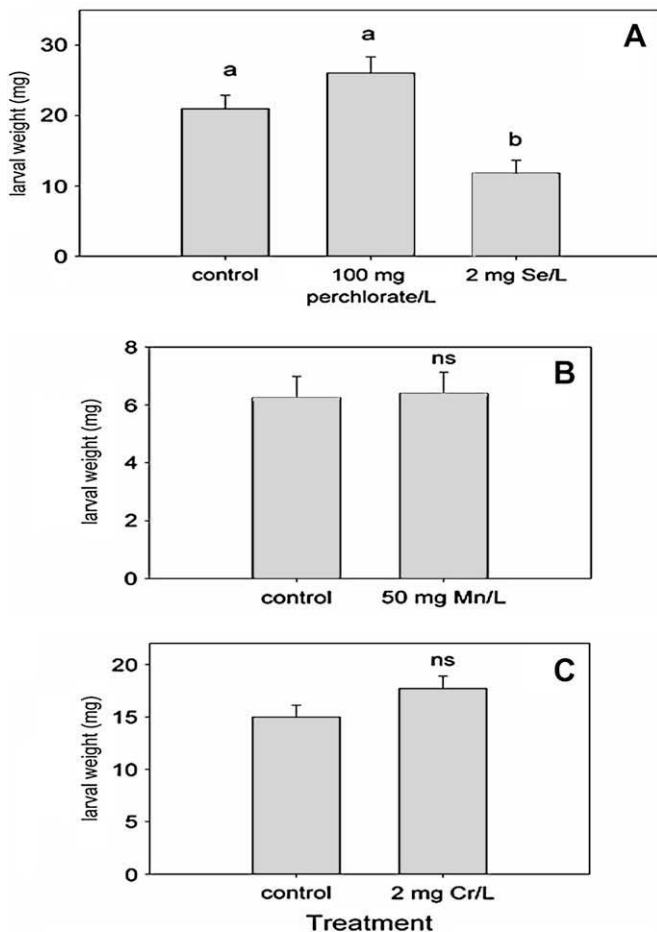 A
larval weight (mg)
30
20
10
0
a
a
b
control
100 mg
perchlorate/L
2 mg Se/L
B
larval weight (mg)
8
6
4
2
0
ns
control
50 mg Mn/L
C
larval weight (mg)
20
15
10
5
0
ns
control
2 mg Cr/L
Treatment